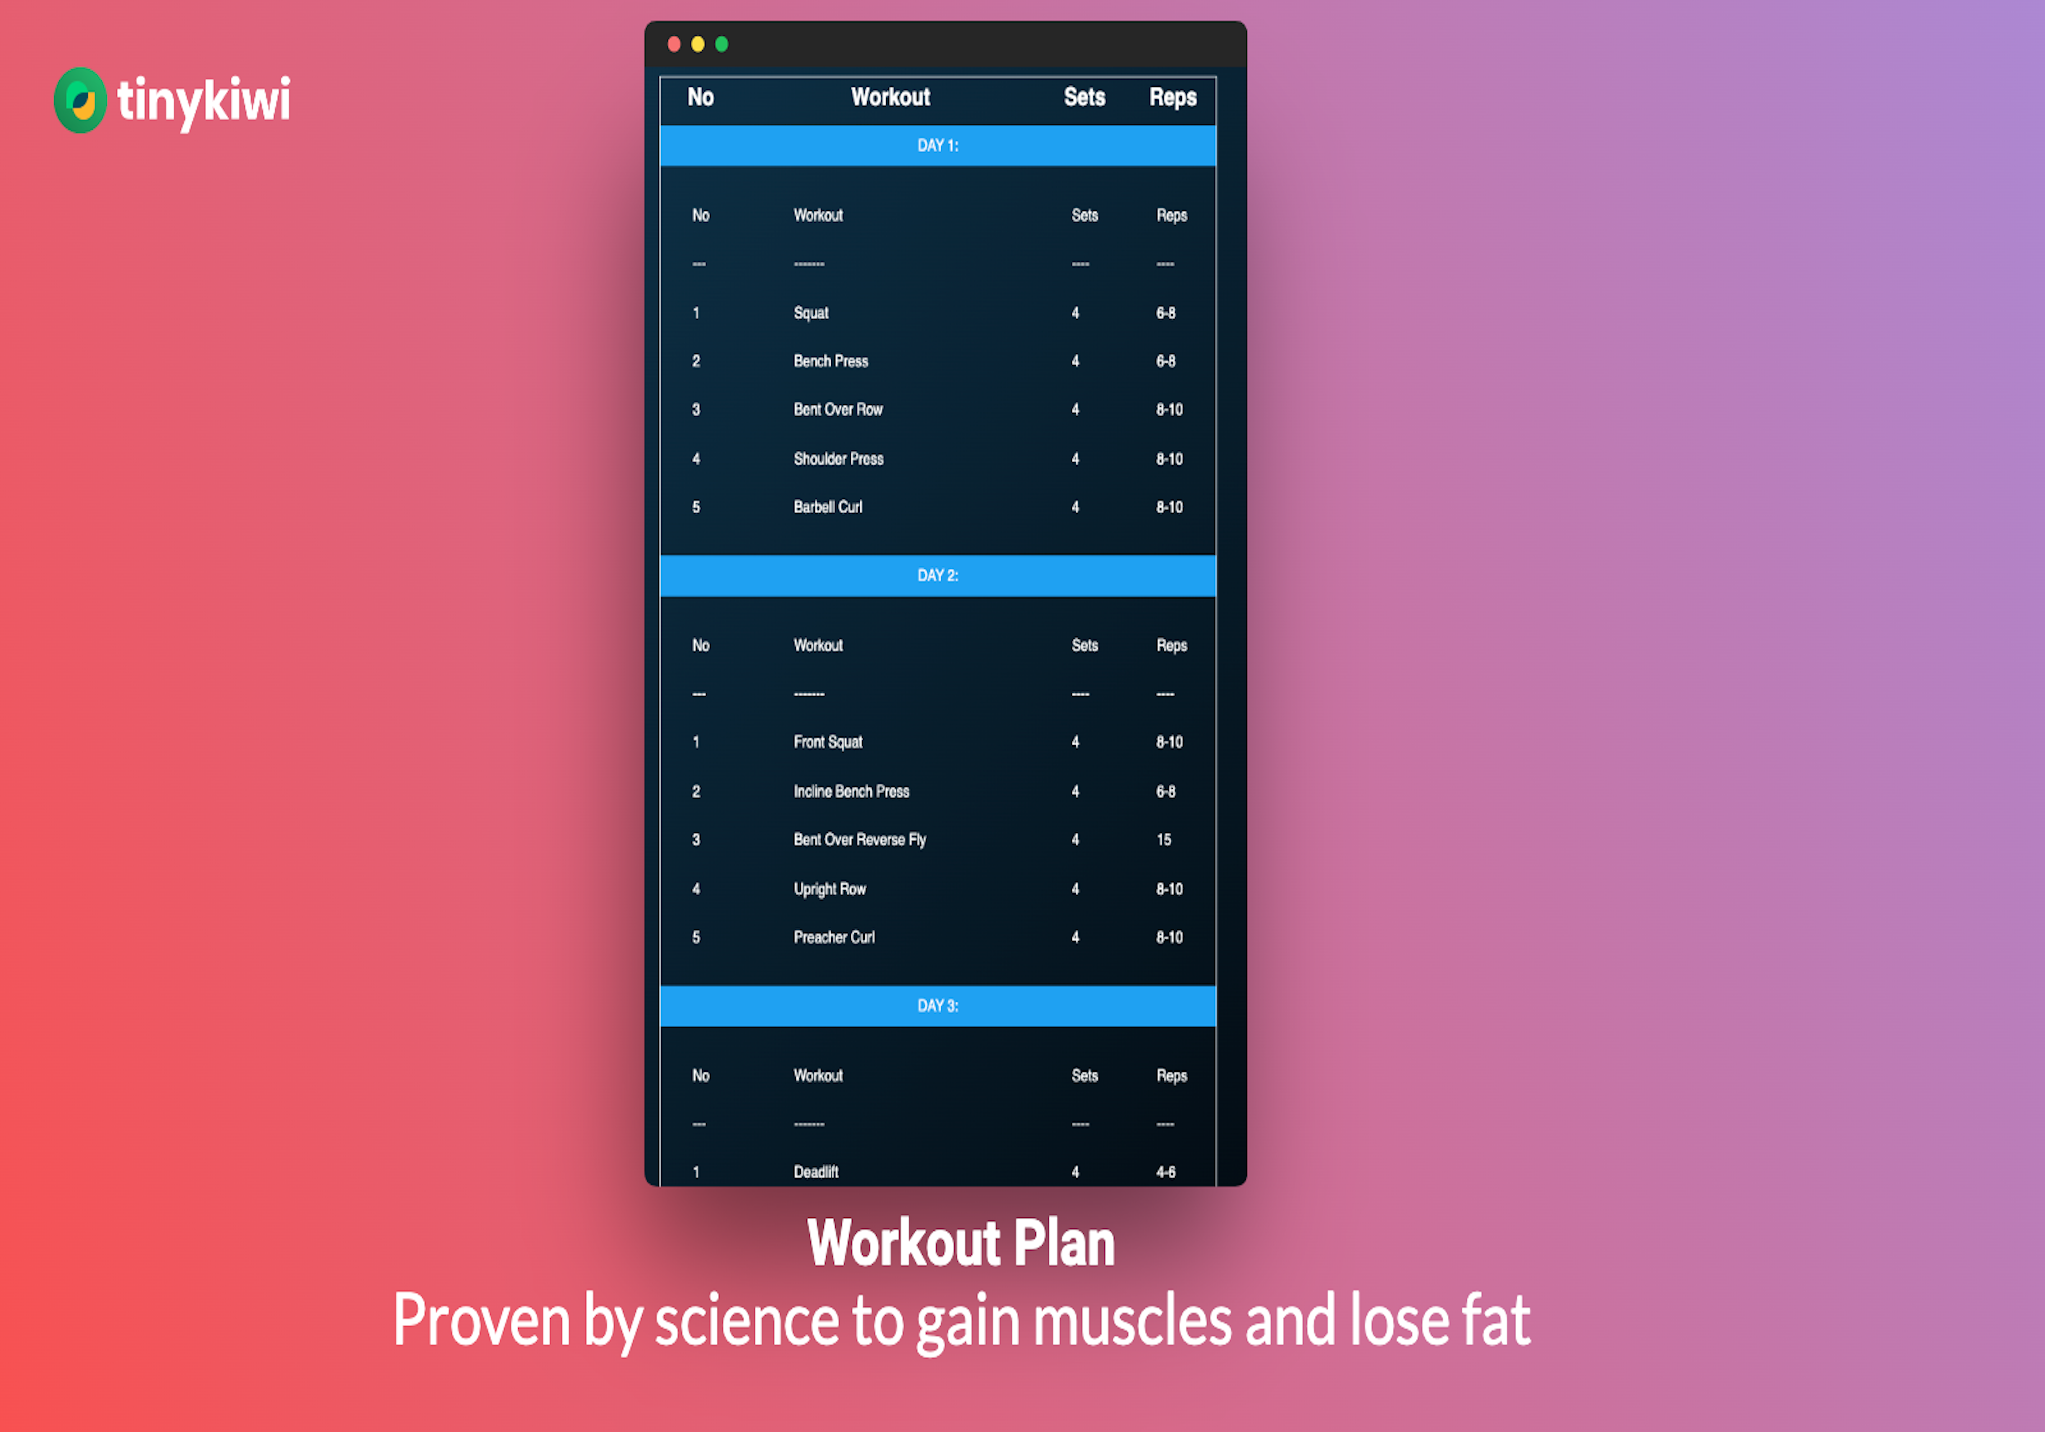 tinykiwi
No Workout Sets Reps
DAY 1:
No Workout Sets Reps
--- ------- ---- ----
1 Squat 4 6-8
2 Bench Press 4 6-8
3 Bent Over Row 4 8-10
4 Shoulder Press 4 8-10
5 Barbell Curl 4 8-10
DAY 2:
No Workout Sets Reps
--- ------- ---- ----
1 Front Squat 4 8-10
2 Incline Bench Press 4 6-8
3 Bent Over Reverse Fly 4 15
4 Upright Row 4 8-10
5 Preacher Curl 4 8-10
DAY 3:
No Workout Sets Reps
--- ------- ---- ----
1 Deadlift 4 4-6
Workout Plan
Proven by science to gain muscles and lose fat